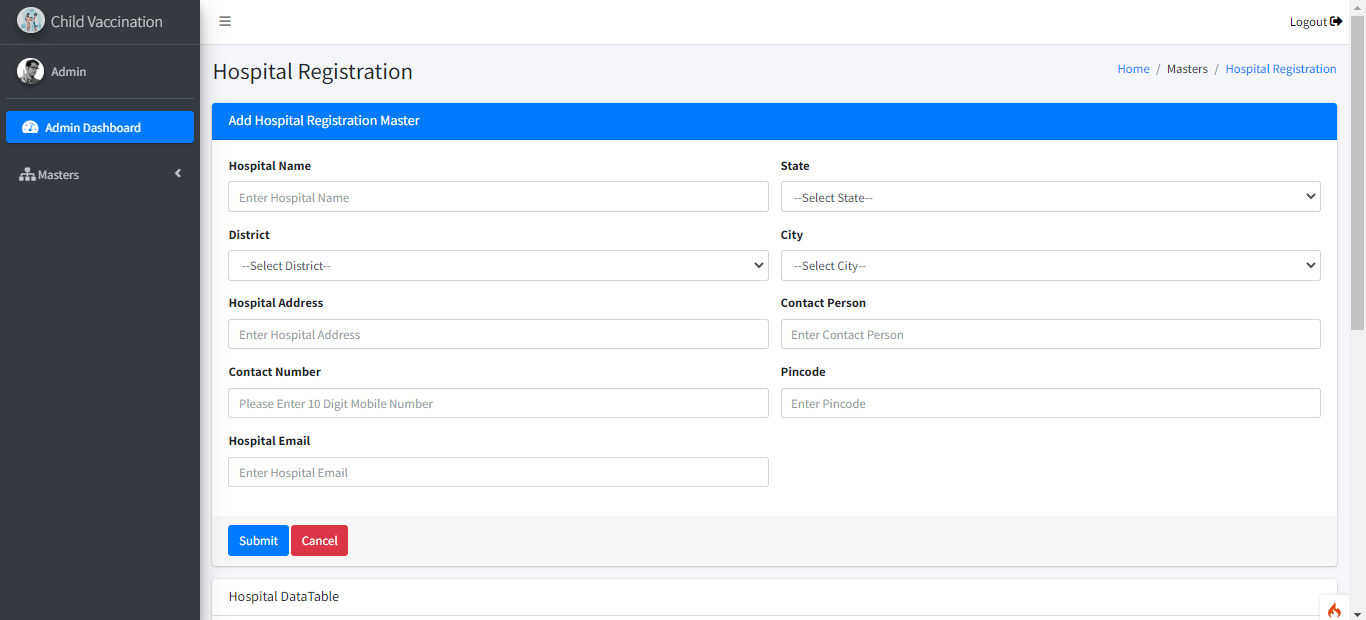 Child Vaccination
Logout
Admin
Hospital Registration
Home / Masters / Hospital Registration
Admin Dashboard
Masters
Add Hospital Registration Master
Hospital Name
State
Enter Hospital Name
--Select State--
District
City
--Select District--
--Select City--
Hospital Address
Contact Person
Enter Hospital Address
Enter Contact Person
Contact Number
Pincode
Please Enter 10 Digit Mobile Number
Enter Pincode
Hospital Email
Enter Hospital Email
Submit
Cancel
Hospital DataTable